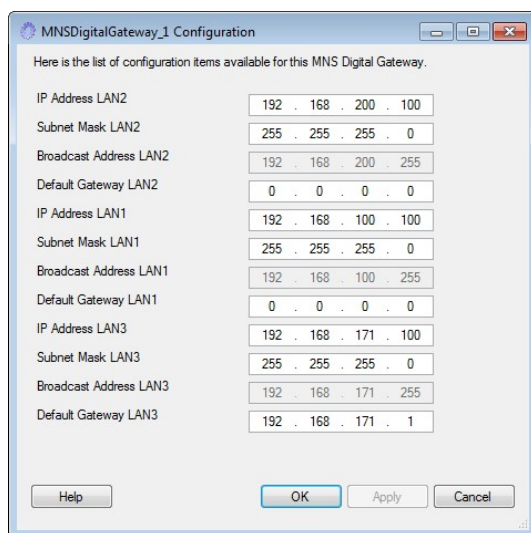 MNSDigitalGateway_1 Configuration
Here is the list of configuration items available for this MNS Digital Gateway.
IP Address LAN2 192 . 168 . 200 . 100
Subnet Mask LAN2 255 . 255 . 255 . 0
Broadcast Address LAN2 192 . 168 . 200 . 255
Default Gateway LAN2 0 . 0 . 0 . 0
IP Address LAN1 192 . 168 . 100 . 100
Subnet Mask LAN1 255 . 255 . 255 . 0
Broadcast Address LAN1 192 . 168 . 100 . 255
Default Gateway LAN1 0 . 0 . 0 . 0
IP Address LAN3 192 . 168 . 171 . 100
Subnet Mask LAN3 255 . 255 . 255 . 0
Broadcast Address LAN3 192 . 168 . 171 . 255
Default Gateway LAN3 192 . 168 . 171 . 1
Help OK Apply Cancel